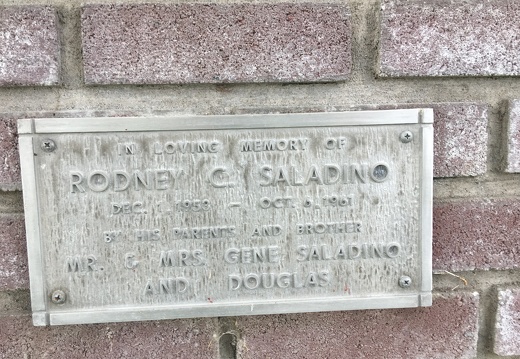 IN LOVING MEMORY OF
RODNEY C. SALADINO
DEC. 1 1959 - OCT. 6, 1961
BY HIS PARENTS AND BROTHER
MR. & MRS. GENE SALADINO
AND DOUGLAS